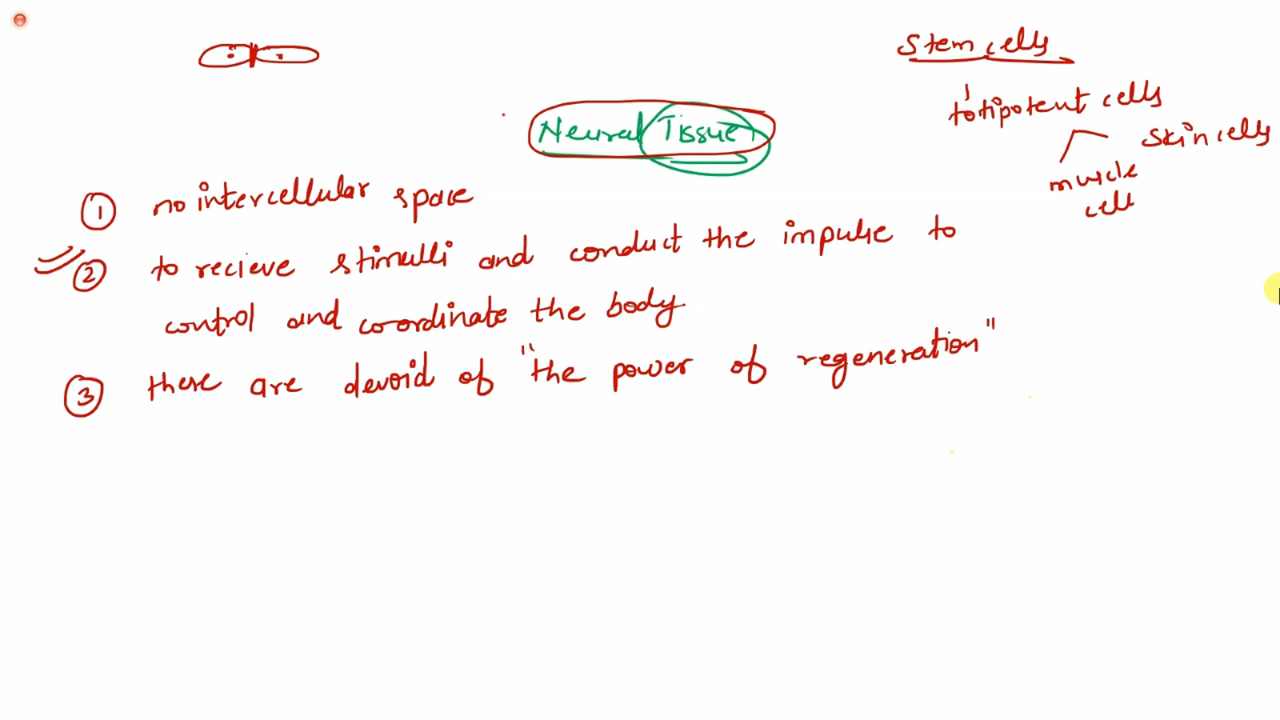 Stem cells
totipotent cells
skin cells
muscle
cell
Neural Tissue
① no intercellular space
② to recieve stimulli and conduct the impulse to
control and coordinate the body
③ there are devoid of "the power of regeneration"